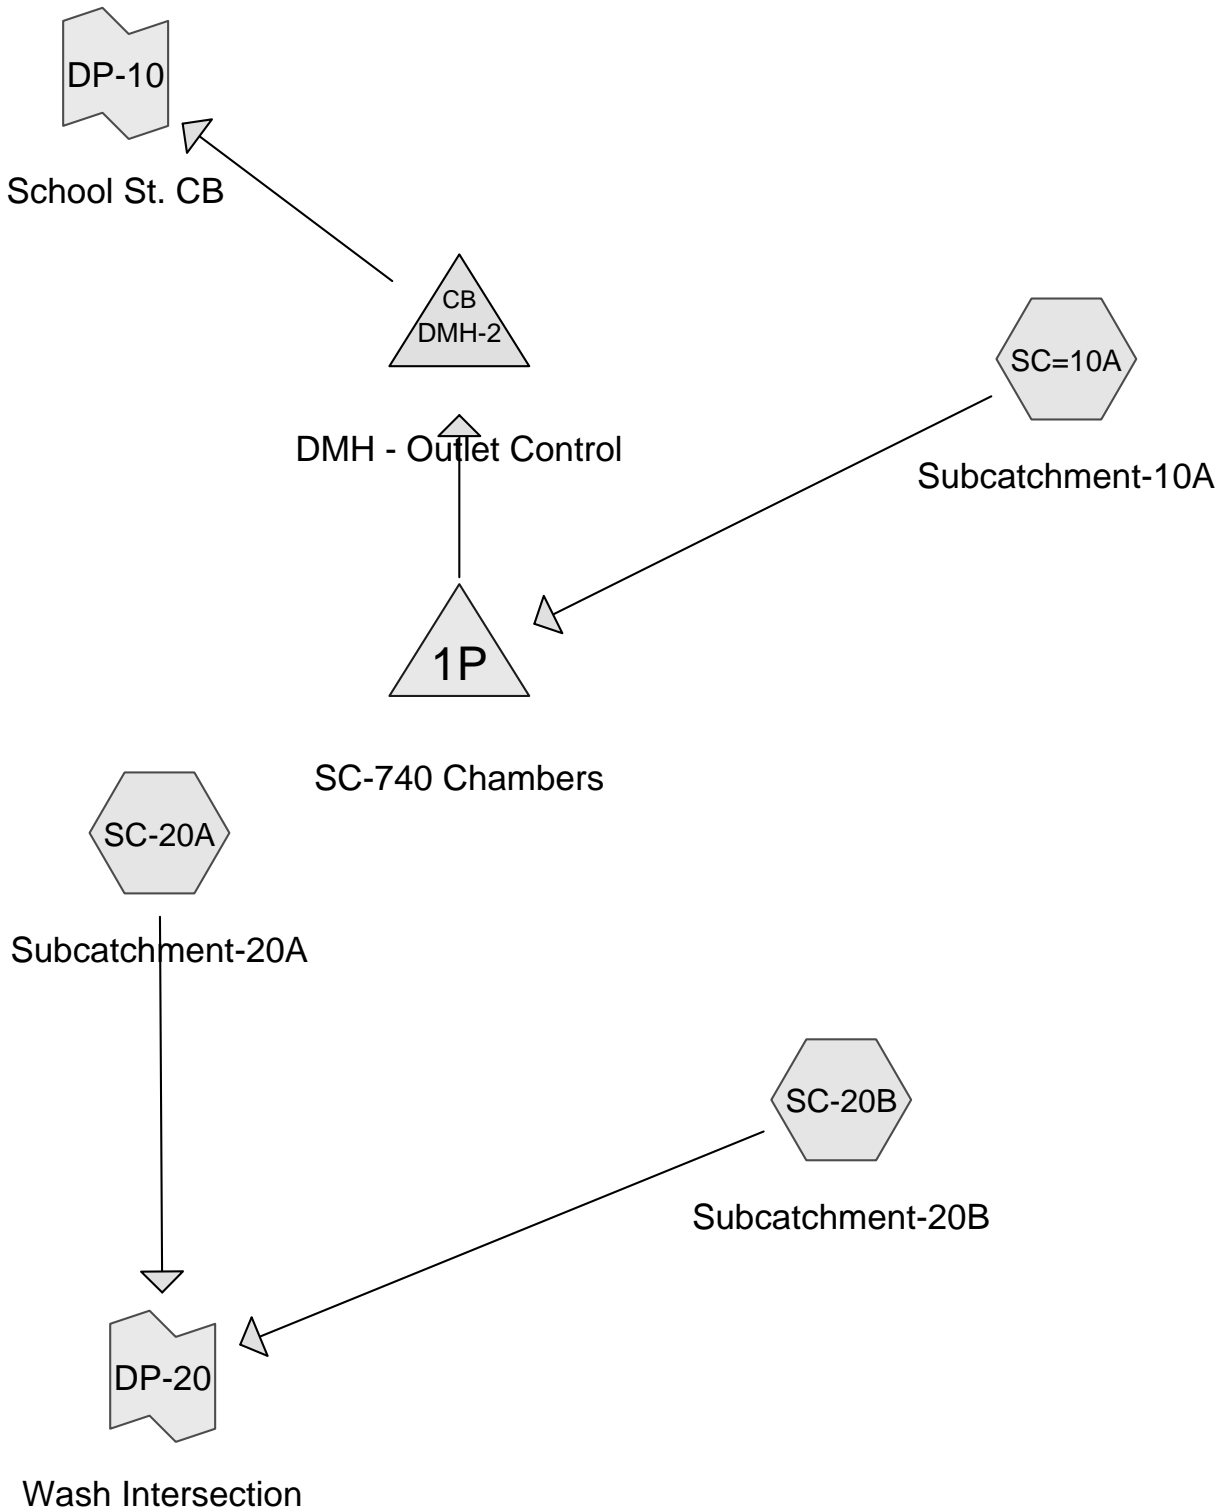 DP-10
School St. CB
CB
DMH-2
DMH - Outlet Control
SC=10A
Subcatchment-10A
1P
SC-740 Chambers
SC-20A
Subcatchment-20A
SC-20B
Subcatchment-20B
DP-20
Wash Intersection